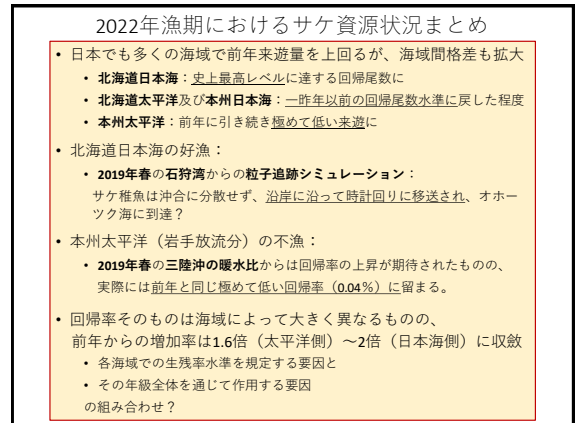 2022年漁期におけるサケ資源状況まとめ
• 日本でも多くの海域で前年来遊量を上回るが、海域間格差も拡大
• 北海道日本海：史上最高レベルに達する回帰尾数に
• 北海道太平洋及び本州日本海：一昨年以前の回帰尾数水準に戻した程度
• 本州太平洋：前年に引き続き極めて低い来遊に
• 北海道日本海の好漁：
• 2019年春の石狩湾からの粒子追跡シミュレーション：
サケ稚魚は沖合に分散せず、沿岸に沿って時計回りに移送され、オホー
ツク海に到達？
• 本州太平洋（岩手放流分）の不漁：
• 2019年春の三陸沖の暖水比からは回帰率の上昇が期待されたものの、
実際には前年と同じ極めて低い回帰率（0.04%）に留まる。
• 回帰率そのものは海域によって大きく異なるものの、
前年からの増加率は1.6倍（太平洋側）～2倍（日本海側）に収斂
• 各海域での生残率水準を規定する要因と
• その年級全体を通じて作用する要因
の組み合わせ？